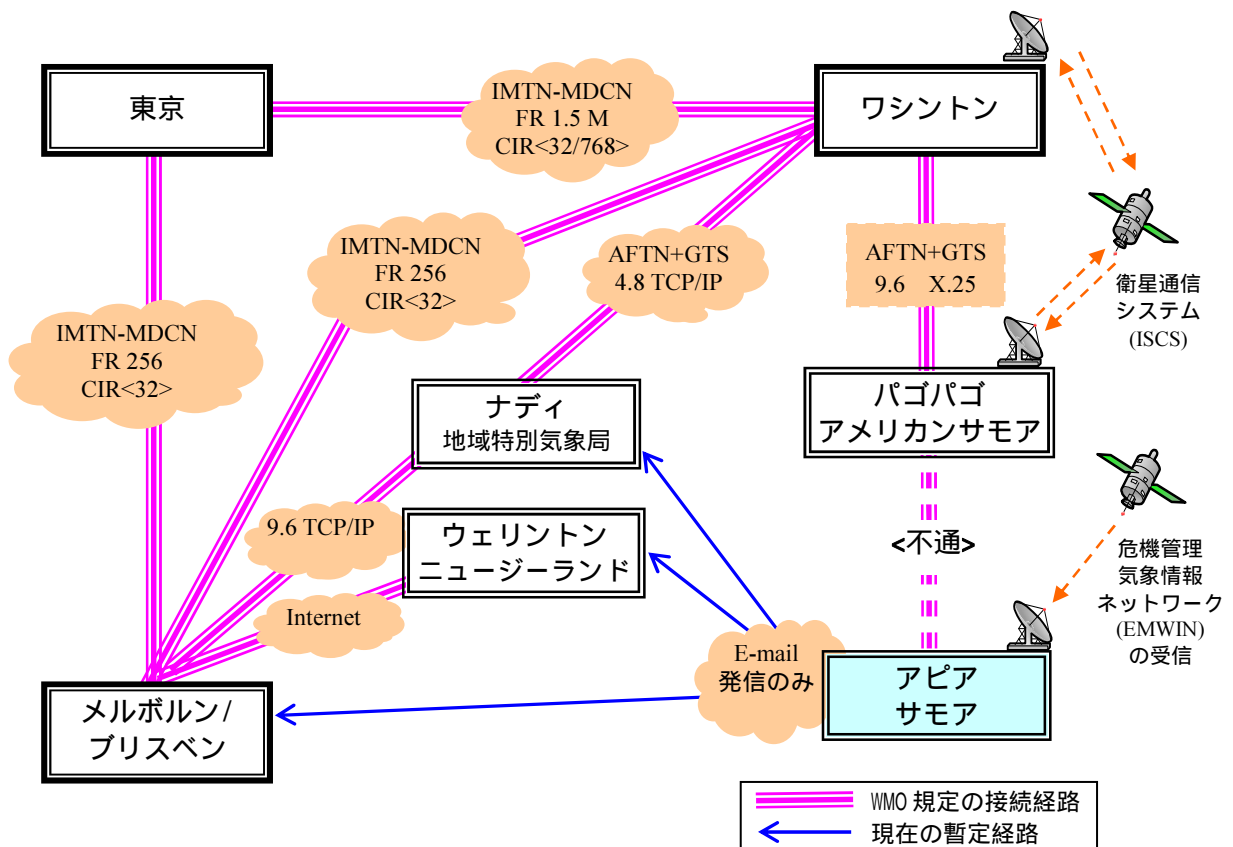 東京
IMTN-MDCN
FR 1.5 M
CIR<32/768>
ワシントン
IMTN-MDCN
FR 256
CIR<32>
AFTN+GTS
4.8 TCP/IP
AFTN+GTS
9.6 X.25
衛星通信
システム
(ISCS)
IMTN-MDCN
FR 256
CIR<32>
ナディ
地域特別気象局
パゴパゴ
アメリカンサモア
9.6 TCP/IP
ウェリントン
ニュージーランド
<不通>
危機管理
気象情報
ネットワーク
(EMWIN)
の受信
Internet
E-mail
発信のみ
アピア
サモア
メルボルン/
ブリスベン
WMO 規定の接続経路
現在の暫定経路